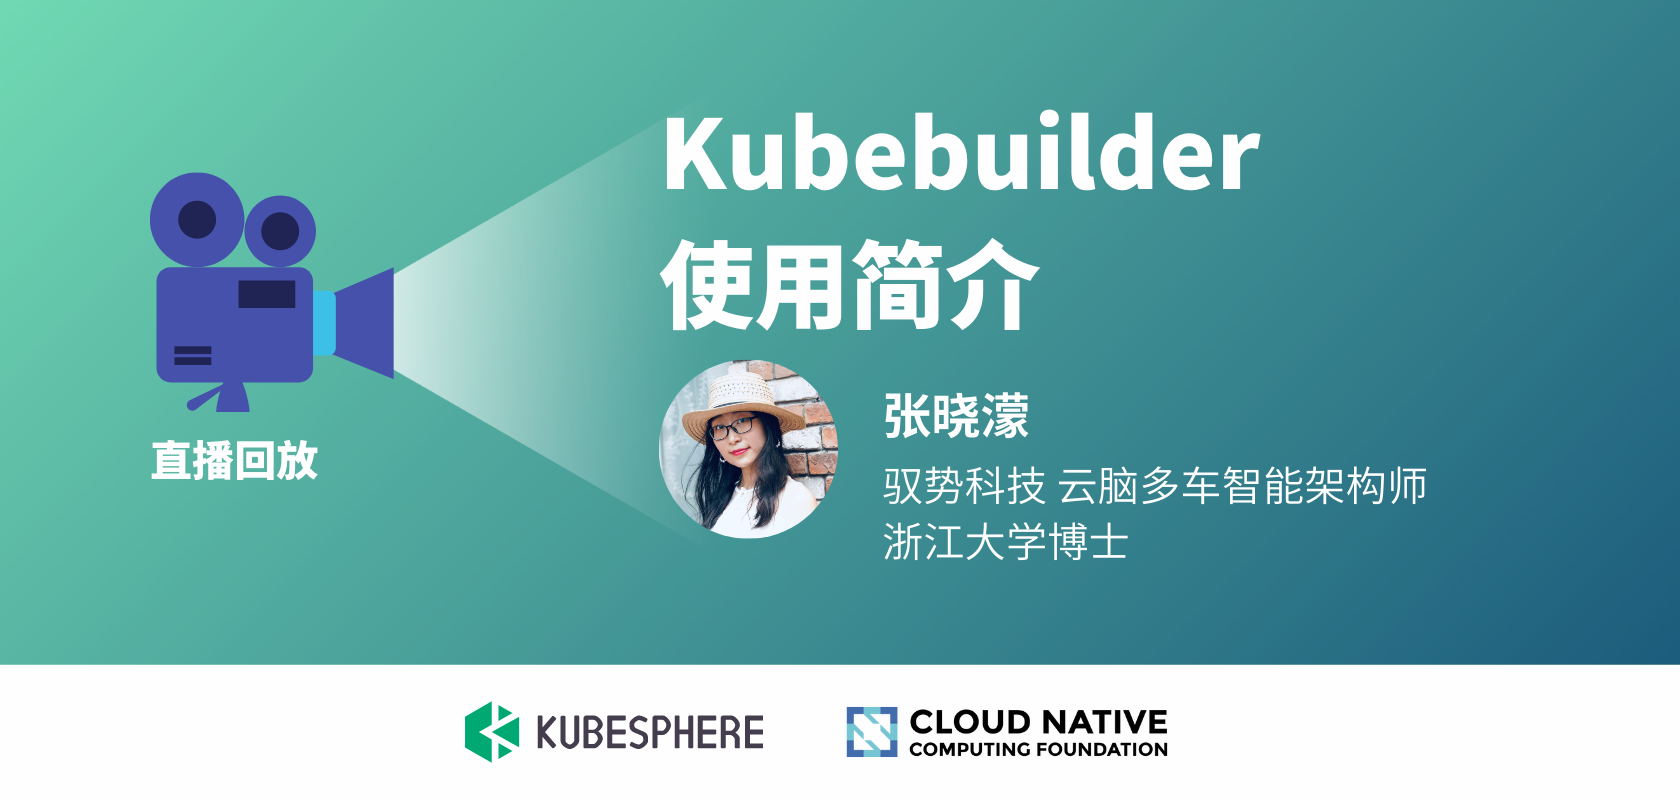 Kubebuilder
使用简介
直播回放
张晓濛
驭势科技 云脑多车智能架构师
浙江大学博士
KUBESPHERE
CLOUD NATIVE
COMPUTING FOUNDATION